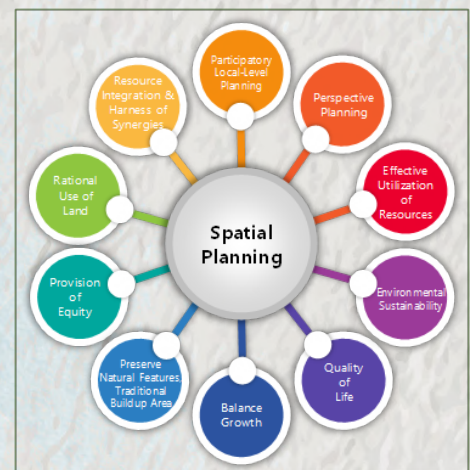 Participatory
Local-Level
Planning
Perspective
Planning
Effective
Utilization
of
Resources
Environmental
Sustainability
Quality
of
Life
Balance
Growth
Preserve
Natural Features,
Traditional
Buildup Area
Provision
of
Equity
Rational
Use of
Land
Resource
Integration &
Harness of
Synergies
Spatial
Planning